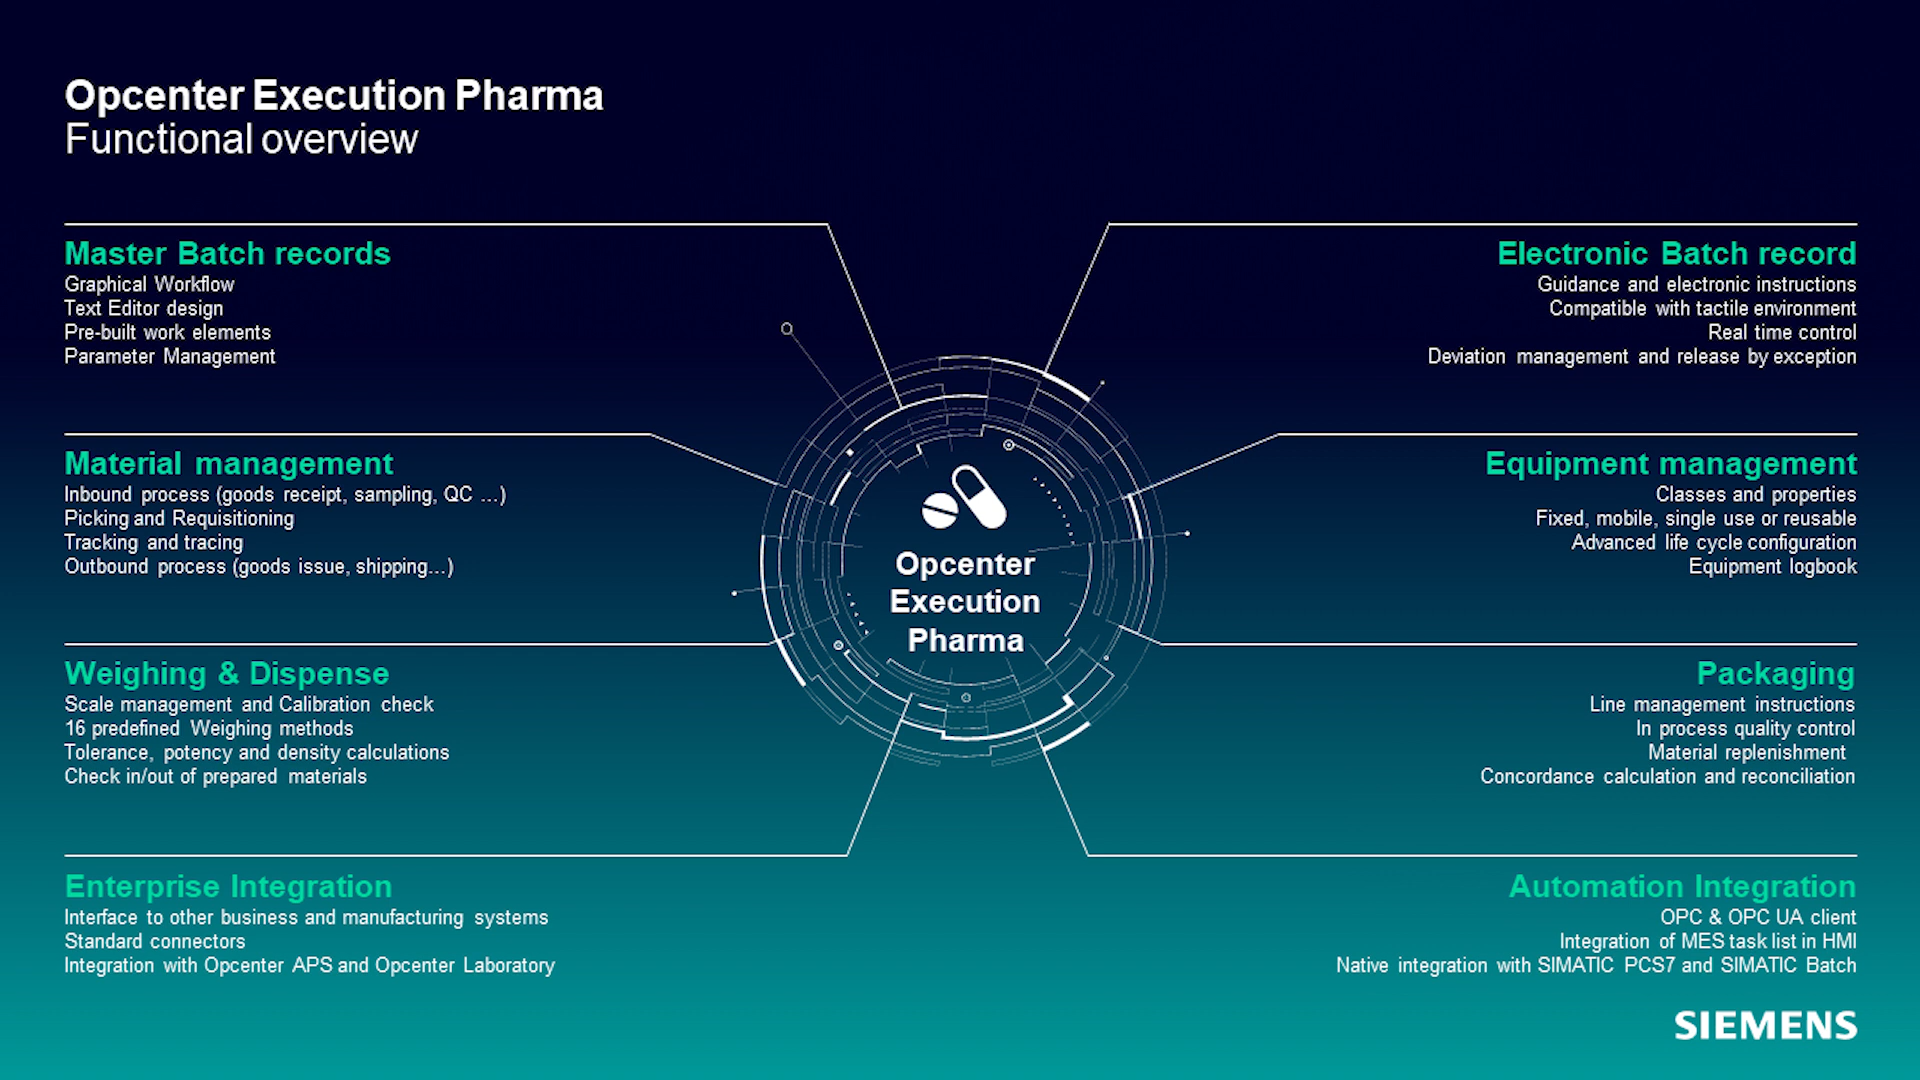 Opcenter Execution Pharma
Functional overview
Master Batch records
Graphical Workflow
Text Editor design
Pre-built work elements
Parameter Management
Material management
Inbound process (goods receipt, sampling, QC ...)
Picking and Requisitioning
Tracking and tracing
Outbound process (goods issue, shipping...)
Weighing & Dispense
Scale management and Calibration check
16 predefined Weighing methods
Tolerance, potency and density calculations
Check in/out of prepared materials
Enterprise Integration
Interface to other business and manufacturing systems
Standard connectors
Integration with Opcenter APS and Opcenter Laboratory
Opcenter
Execution
Pharma
Electronic Batch record
Guidance and electronic instructions
Compatible with tactile environment
Real time control
Deviation management and release by exception
Equipment management
Classes and properties
Fixed, mobile, single use or reusable
Advanced life cycle configuration
Equipment logbook
Packaging
Line management instructions
In process quality control
Material replenishment
Concordance calculation and reconciliation
Automation Integration
OPC & OPC UA client
Integration of MES task list in HMI
Native integration with SIMATIC PCS7 and SIMATIC Batch
SIEMENS